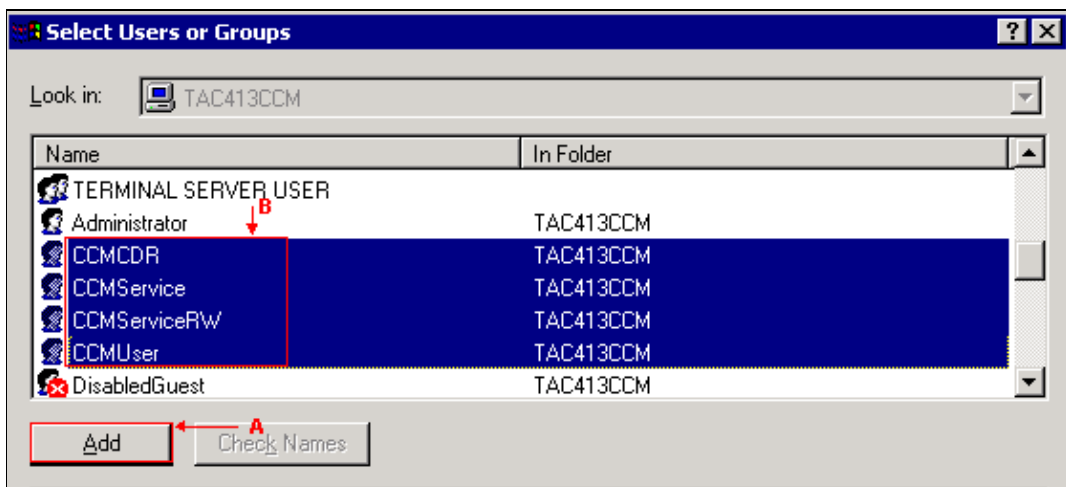 Select Users or Groups
Look in: TAC413CCM
Name In Folder
TERMINAL SERVER USER
B
Administrator TAC413CCM
CCMCDR TAC413CCM
CCMService TAC413CCM
CCMServiceRW TAC413CCM
CCMUser TAC413CCM
DisabledGuest TAC413CCM
A
Add Check Names